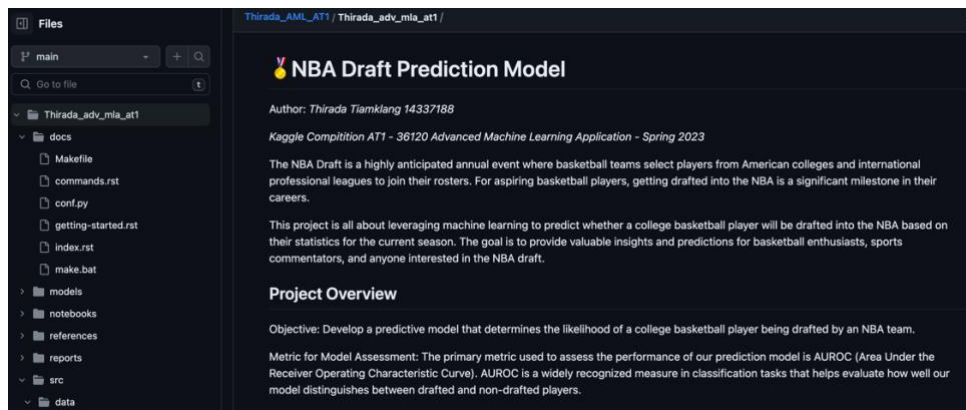 Files
main
Go to file
t
Thirada_adv_mla_at1
docs
Makefile
commands.rst
conf.py
getting-started.rst
index.rst
make.bat
models
notebooks
references
reports
src
data
Thirada_AML_AT1 / Thirada_adv_mla_at1 /
NBA Draft Prediction Model
Author: Thirada Tiamklang 14337188
Kaggle Compitition AT1 - 36120 Advanced Machine Learning Application - Spring 2023
The NBA Draft is a highly anticipated annual event where basketball teams select players from American colleges and international
professional leagues to join their rosters. For aspiring basketball players, getting drafted into the NBA is a significant milestone in their
careers.
This project is all about leveraging machine learning to predict whether a college basketball player will be drafted into the NBA based on
their statistics for the current season. The goal is to provide valuable insights and predictions for basketball enthusiasts, sports
commentators, and anyone interested in the NBA draft.
Project Overview
Objective: Develop a predictive model that determines the likelihood of a college basketball player being drafted by an NBA team.
Metric for Model Assessment: The primary metric used to assess the performance of our prediction model is AUROC (Area Under the
Receiver Operating Characteristic Curve). AUROC is a widely recognized measure in classification tasks that helps evaluate how well our
model distinguishes between drafted and non-drafted players.